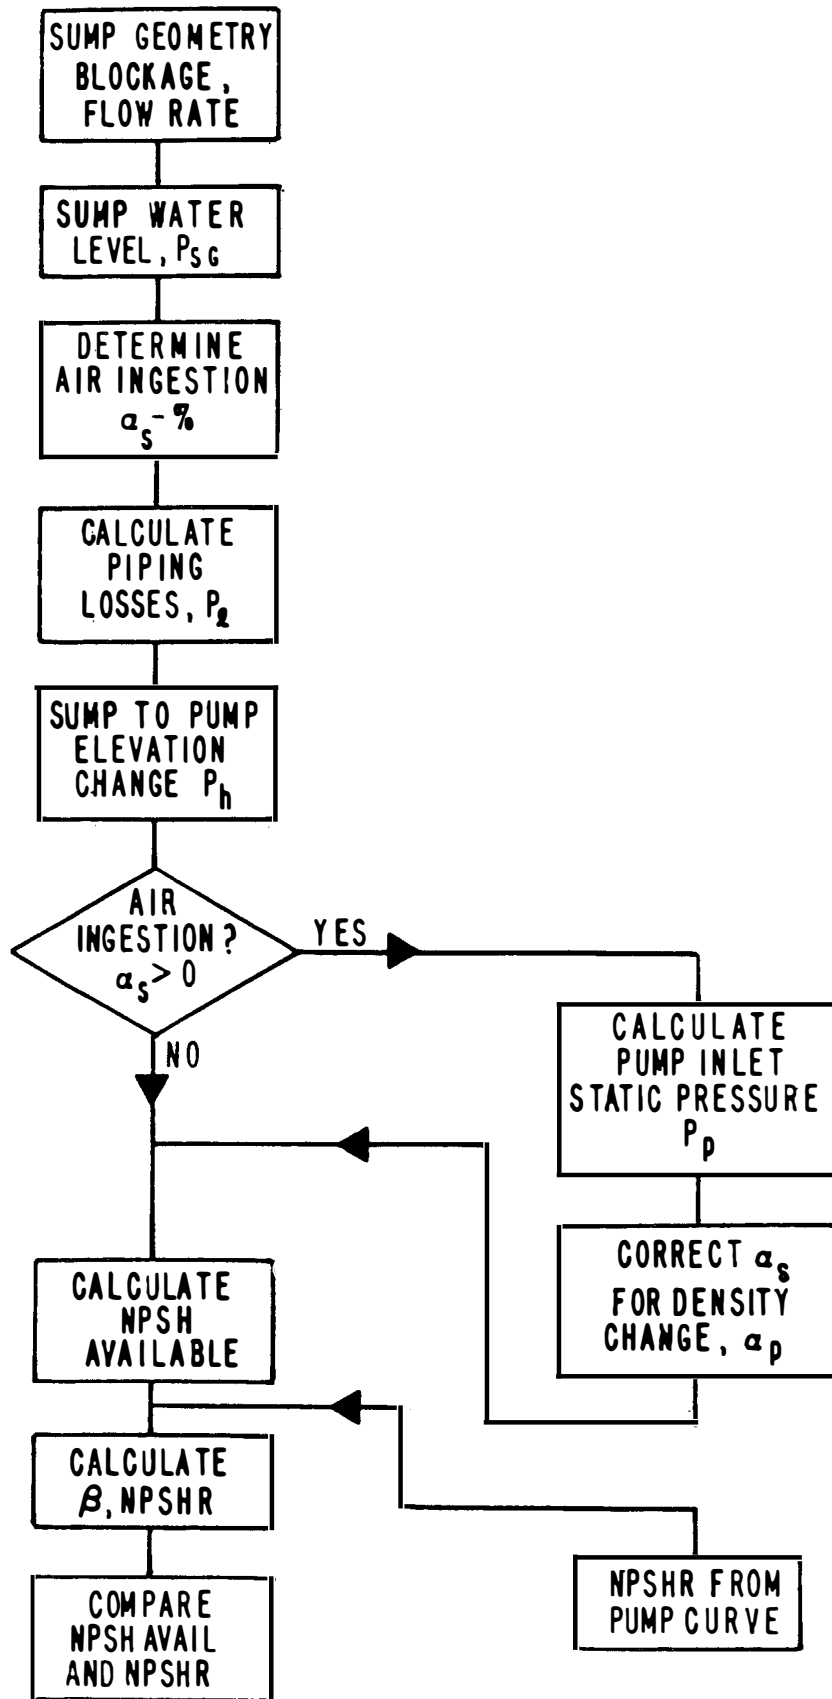 SUMP GEOMETRY
BLOCKAGE,
FLOW RATE
SUMP WATER
LEVEL, PSG
DETERMINE
AIR INGESTION
αs-%
CALCULATE
PIPING
LOSSES, Pℓ
SUMP TO PUMP
ELEVATION
CHANGE Ph
AIR
INGESTION?
αs>0
YES
NO
CALCULATE
PUMP INLET
STATIC PRESSURE
Pp
CORRECT αs
FOR DENSITY
CHANGE, αp
CALCULATE
NPSH
AVAILABLE
CALCULATE
β, NPSHR
NPSHR FROM
PUMP CURVE
COMPARE
NPSH AVAIL
AND NPSHR